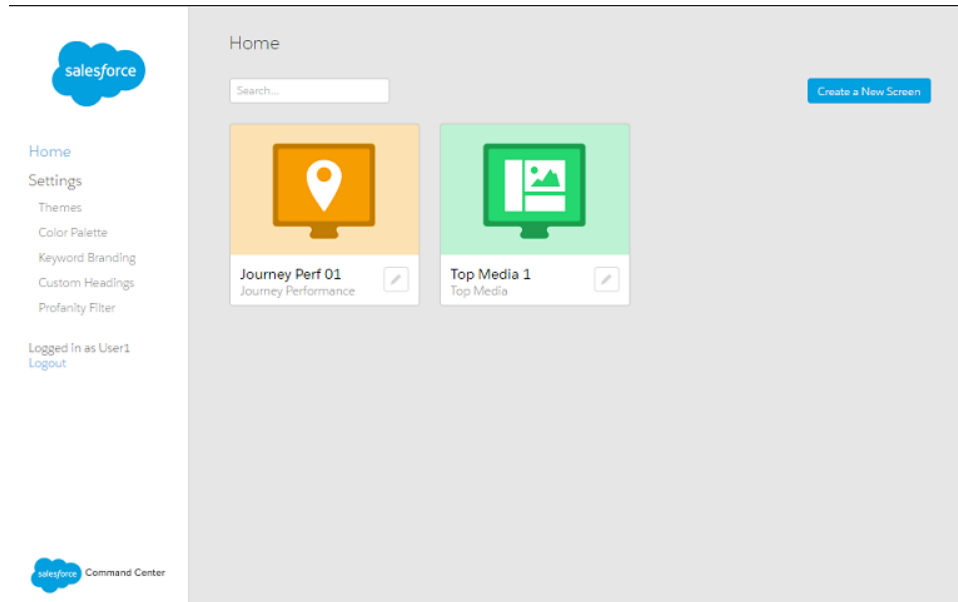 salesforce
Home
Settings
Themes
Color Palette
Keyword Branding
Custom Headings
Profanity Filter
Logged in as User1
Logout
salesforce Command Center
Home
Search...
Create a New Screen
Journey Perf 01
Journey Performance
Top Media 1
Top Media